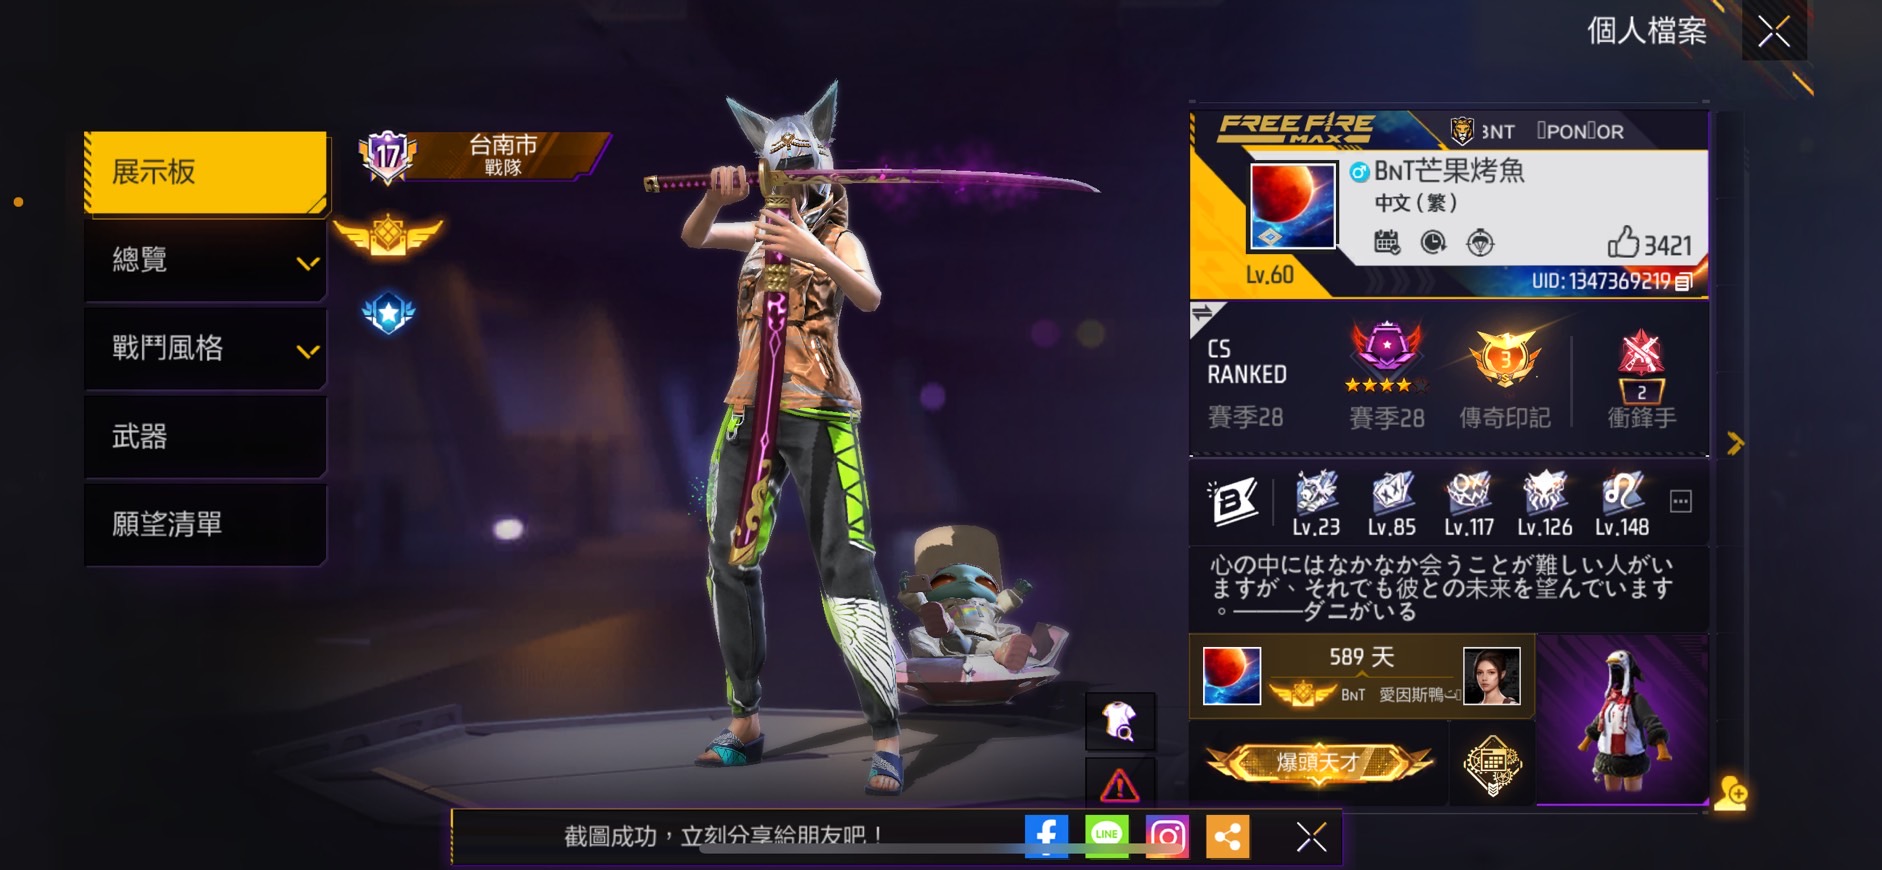 個人檔案
展示板
總覽
戰鬥風格
武器
願望清單
17
台南市
戰隊
FREE FIRE
MAX
BNT
PON OR
BNT芒果烤魚
中文(繁)
3421
Lv.60
UID:1347369219
CS
RANKED
賽季28
賽季28
3
傳奇印記
2
衝鋒手
B
Lv.23
Lv.85
Lv.117
Lv.126
Lv.148
心の中にはなかなか会うことが難しい人がい
ますが、それでも彼との未来を望んでいます
。———ダニがいる
589 天
BNT 愛因斯鴨
爆頭天才
截圖成功，立刻分享給朋友吧！
LINE